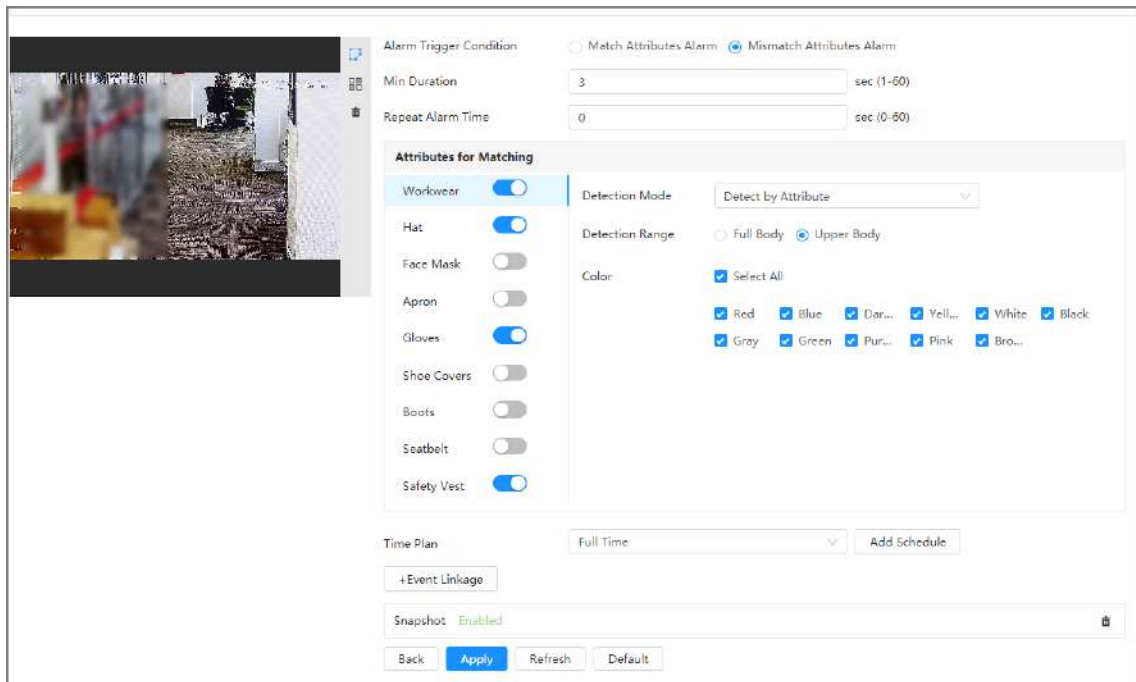 Alarm Trigger Condition Match Attributes Alarm Mismatch Attributes Alarm
Min Duration 3 sec (1-60)
Repeat Alarm Time 0 sec (0-60)
Attributes for Matching
Workwear Detection Mode Detect by Attribute
Hat Detection Range Full Body Upper Body
Face Mask Color Select All
Apron Red Blue Dar... Yell... White Black
Gloves Gray Green Pur... Pink Bro...
Shoe Covers
Boots
Seatbelt
Safety Vest
Time Plan Full Time Add Schedule
+Event Linkage
Snapshot Enabled
Back Apply Refresh Default